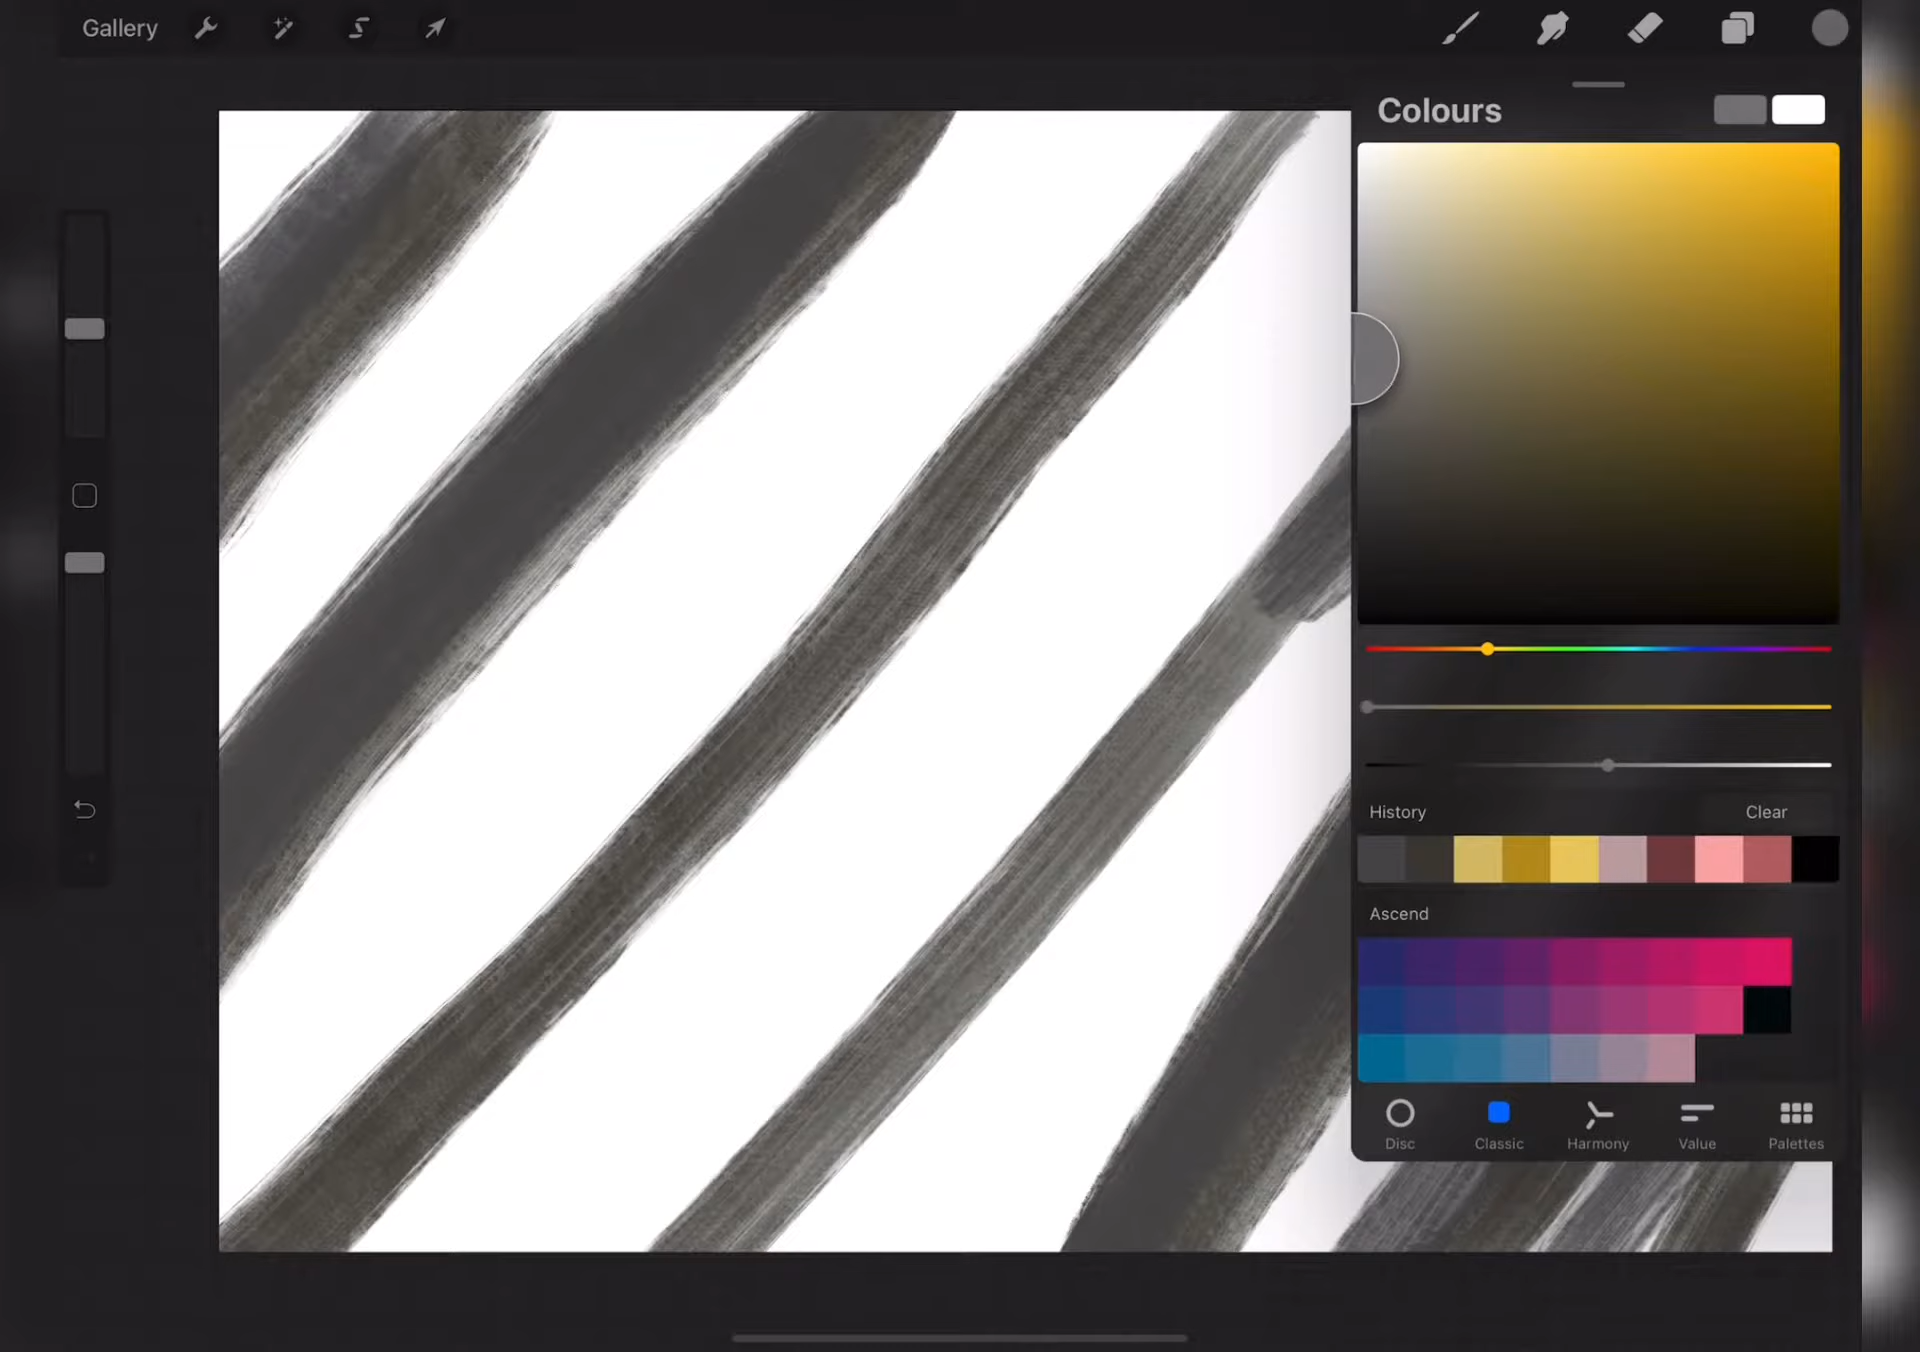 Gallery
Colours
History
Clear
Ascend
Disc
Classic
Harmony
Value
Palettes